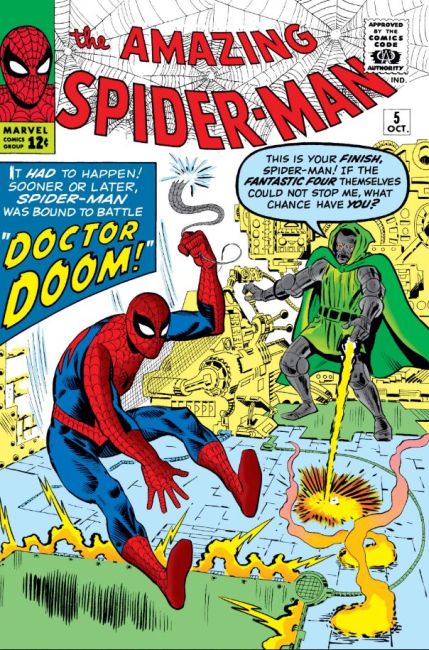 the AMAZING
SPIDER-MAN
APPROVED
BY THE
COMICS
CODE
CA
AUTHORITY
IND.
MARVEL
COMICS
GROUP
12¢
5
OCT.
IT HAD TO HAPPEN!
SOONER OR LATER,
SPIDER-MAN
WAS BOUND TO BATTLE
"DOCTOR
DOOM!"
THIS IS YOUR FINISH,
SPIDER-MAN! IF THE
FANTASTIC FOUR THEMSELVES
COULD NOT STOP ME, WHAT
CHANCE HAVE YOU?